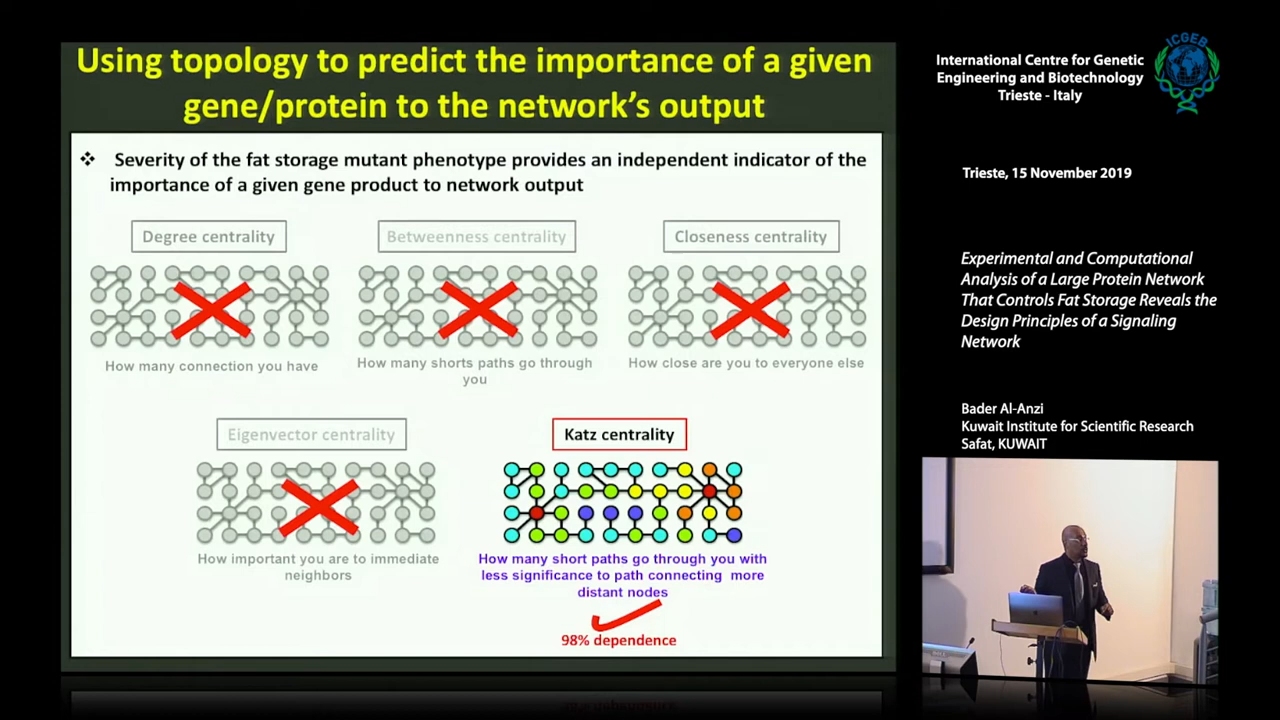 Using topology to predict the importance of a given
gene/protein to the network's output
❖ Severity of the fat storage mutant phenotype provides an independent indicator of the
importance of a given gene product to network output
Degree centrality
Betweenness centrality
Closeness centrality
How many connection you have
How many shorts paths go through
you
How close are you to everyone else
Eigenvector centrality
Katz centrality
How important you are to immediate
neighbors
How many short paths go through you with
less significance to path connecting more
distant nodes
98% dependence
International Centre for Genetic
Engineering and Biotechnology
Trieste - Italy
ICGEB
Trieste, 15 November 2019
Experimental and Computational
Analysis of a Large Protein Network
That Controls Fat Storage Reveals the
Design Principles of a Signaling
Network
Bader Al-Anzi
Kuwait Institute for Scientific Research
Safat, KUWAIT
DELL